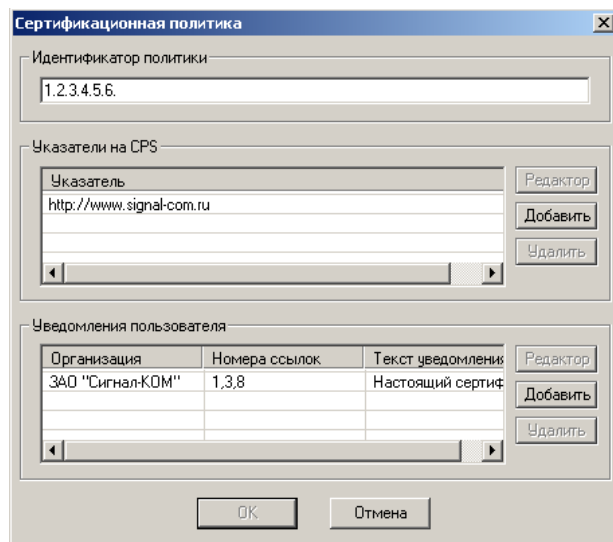 Сертификационная политика
Идентификатор политики
1.2.3.4.5.6.
Указатели на CPS
Указатель
Редактор
http://www.signal-com.ru
Добавить
Удалить
Уведомления пользователя
Организация Номера ссылок Текст уведомления
Редактор
ЗАО "Сигнал-КОМ" 1,3,8 Настоящий сертиф
Добавить
Удалить
OK Отмена